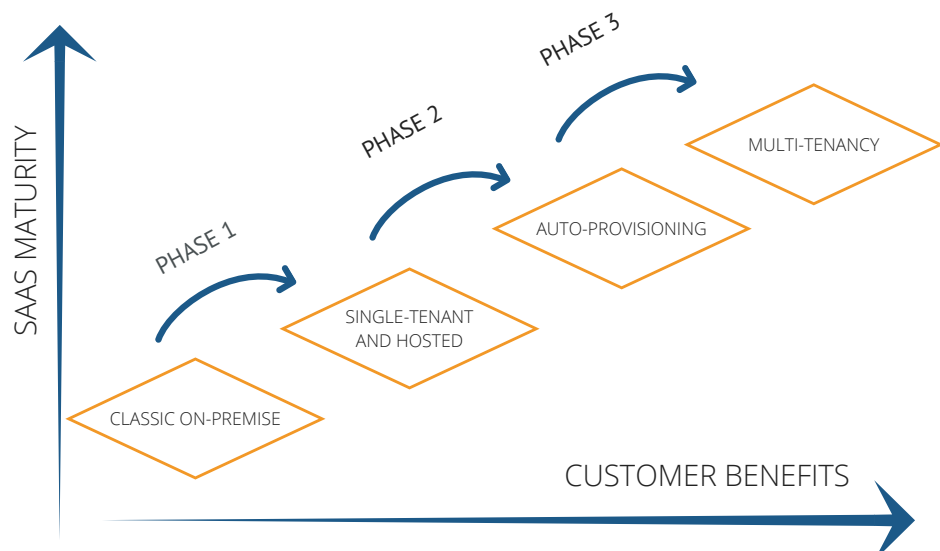 PHASE 3
PHASE 2
PHASE 1
SAAS MATURITY
MULTI-TENANCY
AUTO-PROVISIONING
SINGLE-TENANT
AND HOSTED
CLASSIC ON-PREMISE
CUSTOMER BENEFITS